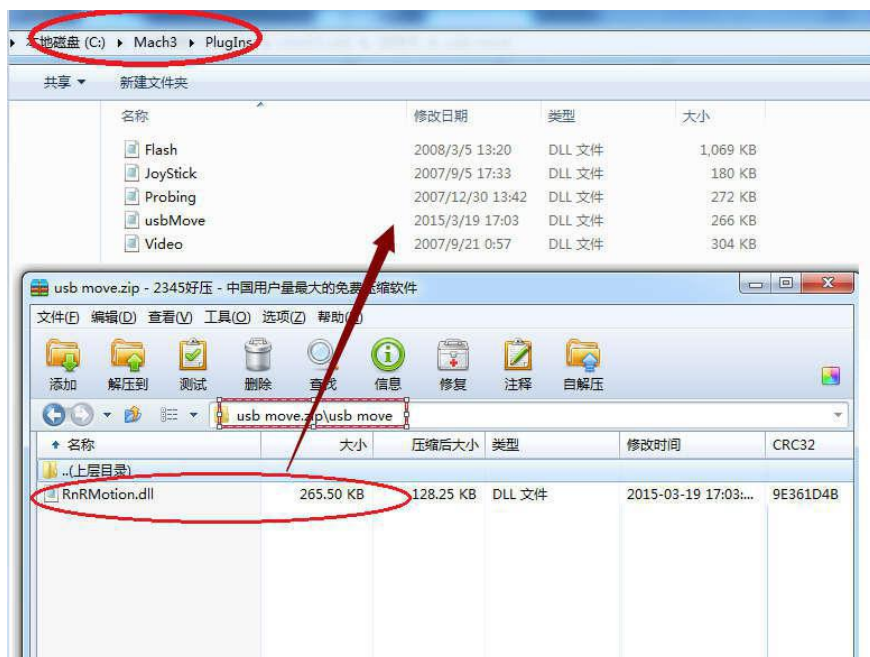 本地磁盘 (C:) ▸ Mach3 ▸ PlugIns
共享 新建文件夹
名称 修改日期 类型 大小
Flash 2008/3/5 13:20 DLL 文件 1,069 KB
JoyStick 2007/9/5 17:33 DLL 文件 180 KB
Probing 2007/12/30 13:42 DLL 文件 272 KB
usbMove 2015/3/19 17:03 DLL 文件 266 KB
Video 2007/9/21 0:57 DLL 文件 304 KB
usb move.zip - 2345好压 - 中国用户量最大的免费压缩软件
文件(F) 编辑(D) 查看(V) 工具(O) 选项(Z) 帮助
添加 解压到 测试 删除 查找 信息 修复 注释 自解压
usb move.zip\usb move
名称 大小 压缩后大小 类型 修改时间 CRC32
..(上层目录)
RnRMotion.dll 265.50 KB 128.25 KB DLL 文件 2015-03-19 17:03:... 9E361D4B